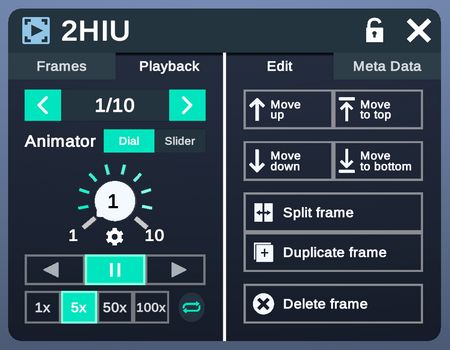 2HIU
Frames
Playback
Edit
Meta Data
1/10
Animator
Dial
Slider
1
1
10
1x
5x
50x
100x
Move
up
Move
to top
Move
down
Move
to bottom
Split frame
Duplicate frame
Delete frame